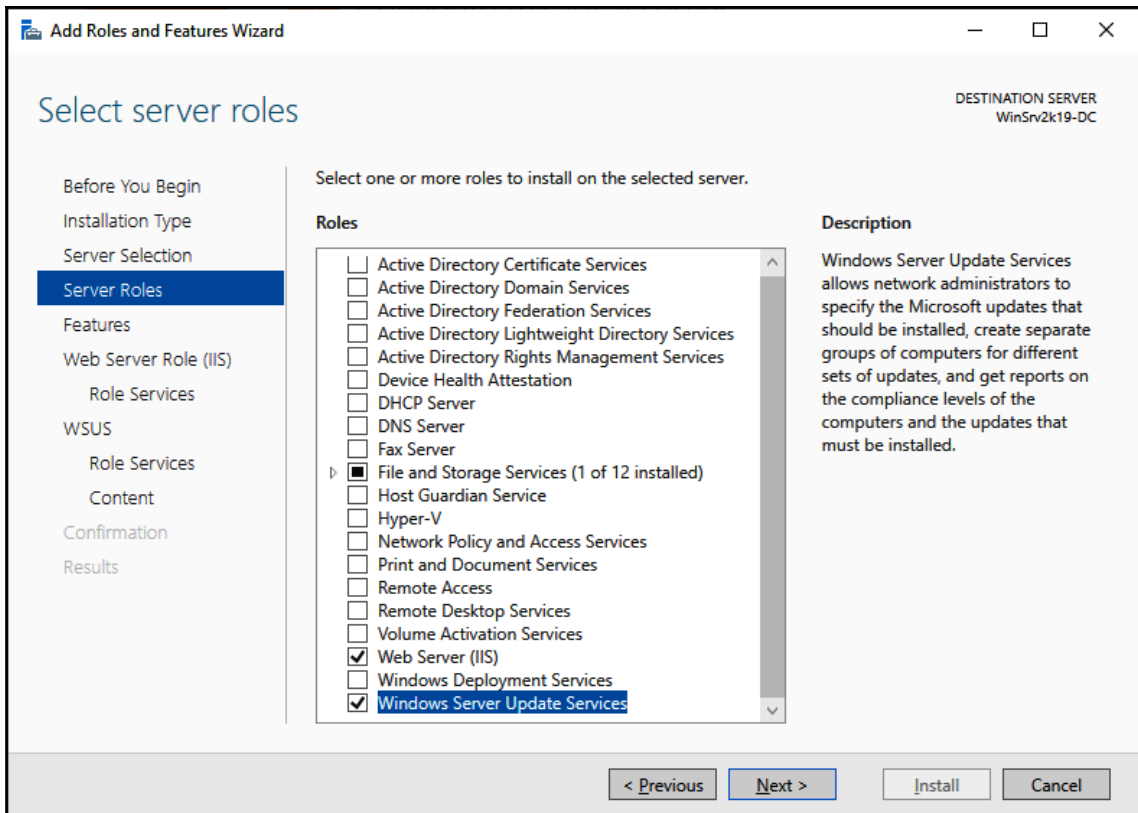 Add Roles and Features Wizard
Select server roles
DESTINATION SERVER
WinSrv2k19-DC
Before You Begin
Installation Type
Server Selection
Server Roles
Features
Web Server Role (IIS)
Role Services
WSUS
Role Services
Content
Confirmation
Results
Select one or more roles to install on the selected server.
Roles
Active Directory Certificate Services
Active Directory Domain Services
Active Directory Federation Services
Active Directory Lightweight Directory Services
Active Directory Rights Management Services
Device Health Attestation
DHCP Server
DNS Server
Fax Server
File and Storage Services (1 of 12 installed)
Host Guardian Service
Hyper-V
Network Policy and Access Services
Print and Document Services
Remote Access
Remote Desktop Services
Volume Activation Services
Web Server (IIS)
Windows Deployment Services
Windows Server Update Services
Description
Windows Server Update Services
allows network administrators to
specify the Microsoft updates that
should be installed, create separate
groups of computers for different
sets of updates, and get reports on
the compliance levels of the
computers and the updates that
must be installed.
< Previous
Next >
Install
Cancel